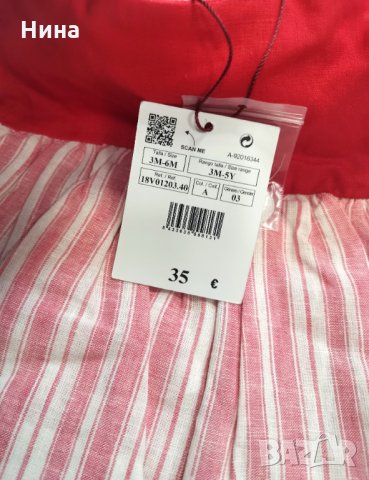 Нина
SCAN ME
A-92016344
Talla / Size
Rango talla / Size range
3M-6M
3M-5Y
Ref. / Ref.
Col. / Col.
Género / Gender
18V01203.40
A
03
35 €
BAZAR